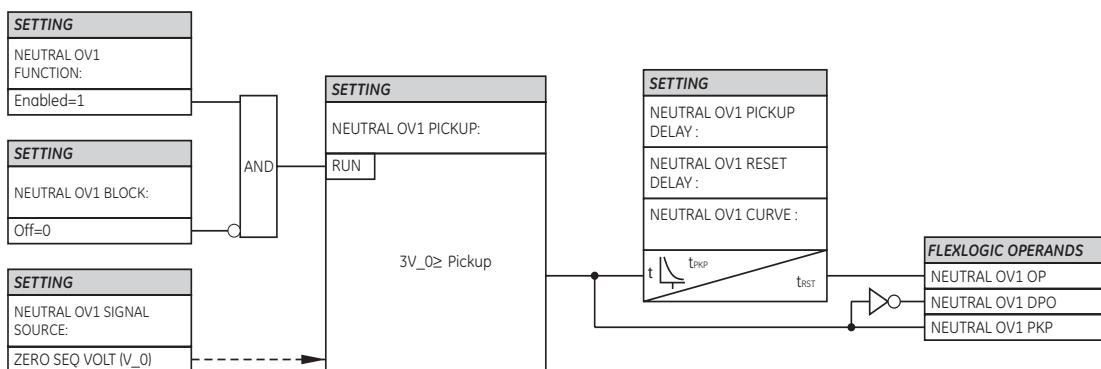 SETTING
NEUTRAL OV1
FUNCTION:
Enabled=1
SETTING
NEUTRAL OV1 BLOCK:
Off=0
SETTING
NEUTRAL OV1 SIGNAL
SOURCE:
ZERO SEQ VOLT (V_0)
AND
SETTING
NEUTRAL OV1 PICKUP:
RUN
3V_0≥ Pickup
SETTING
NEUTRAL OV1 PICKUP
DELAY :
NEUTRAL OV1 RESET
DELAY :
NEUTRAL OV1 CURVE :
t
tPKP
tRST
FLEXLOGIC OPERANDS
NEUTRAL OV1 OP
NEUTRAL OV1 DPO
NEUTRAL OV1 PKP